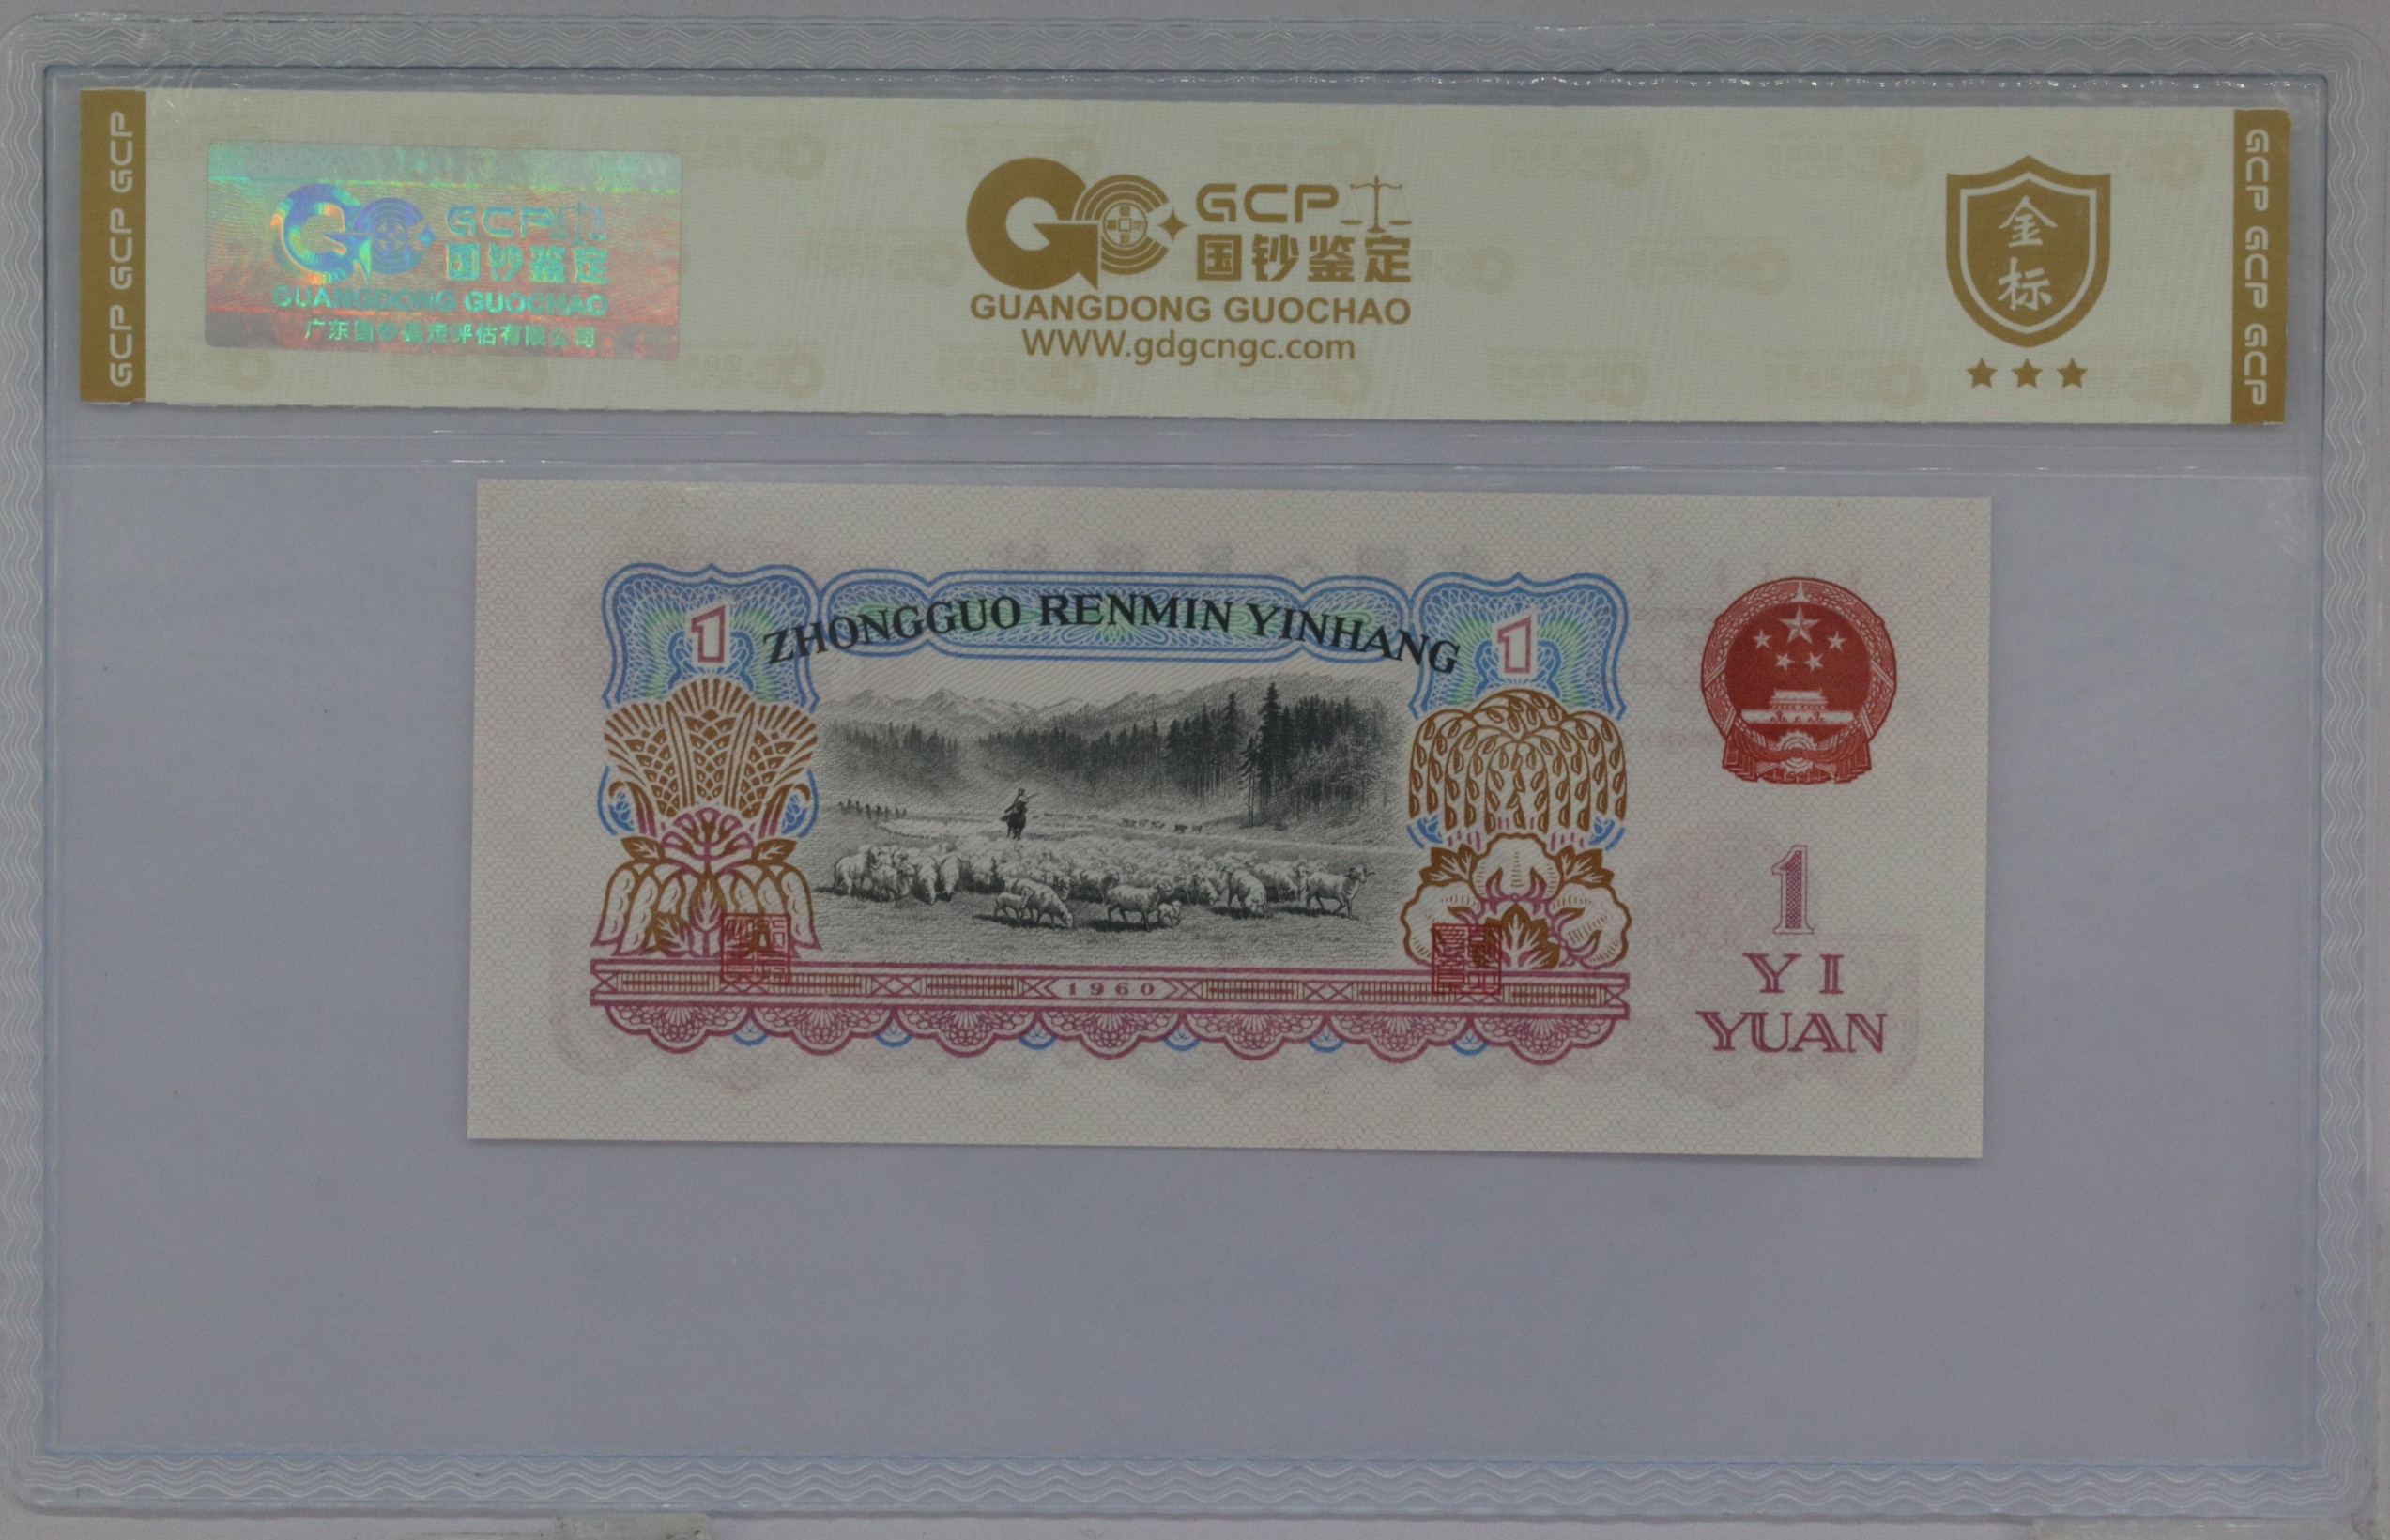 GCP GCP GCP
GCP
国钞鉴定
GUANGDONG GUOCHAO
广东国钞鉴定评估有限公司
GCP
国钞鉴定
GUANGDONG GUOCHAO
WWW.gdgcngc.com
金
标
GCP GCP GCP
1
ZHONGGUO RENMIN YINHANG
1
1960
1
YI
YUAN